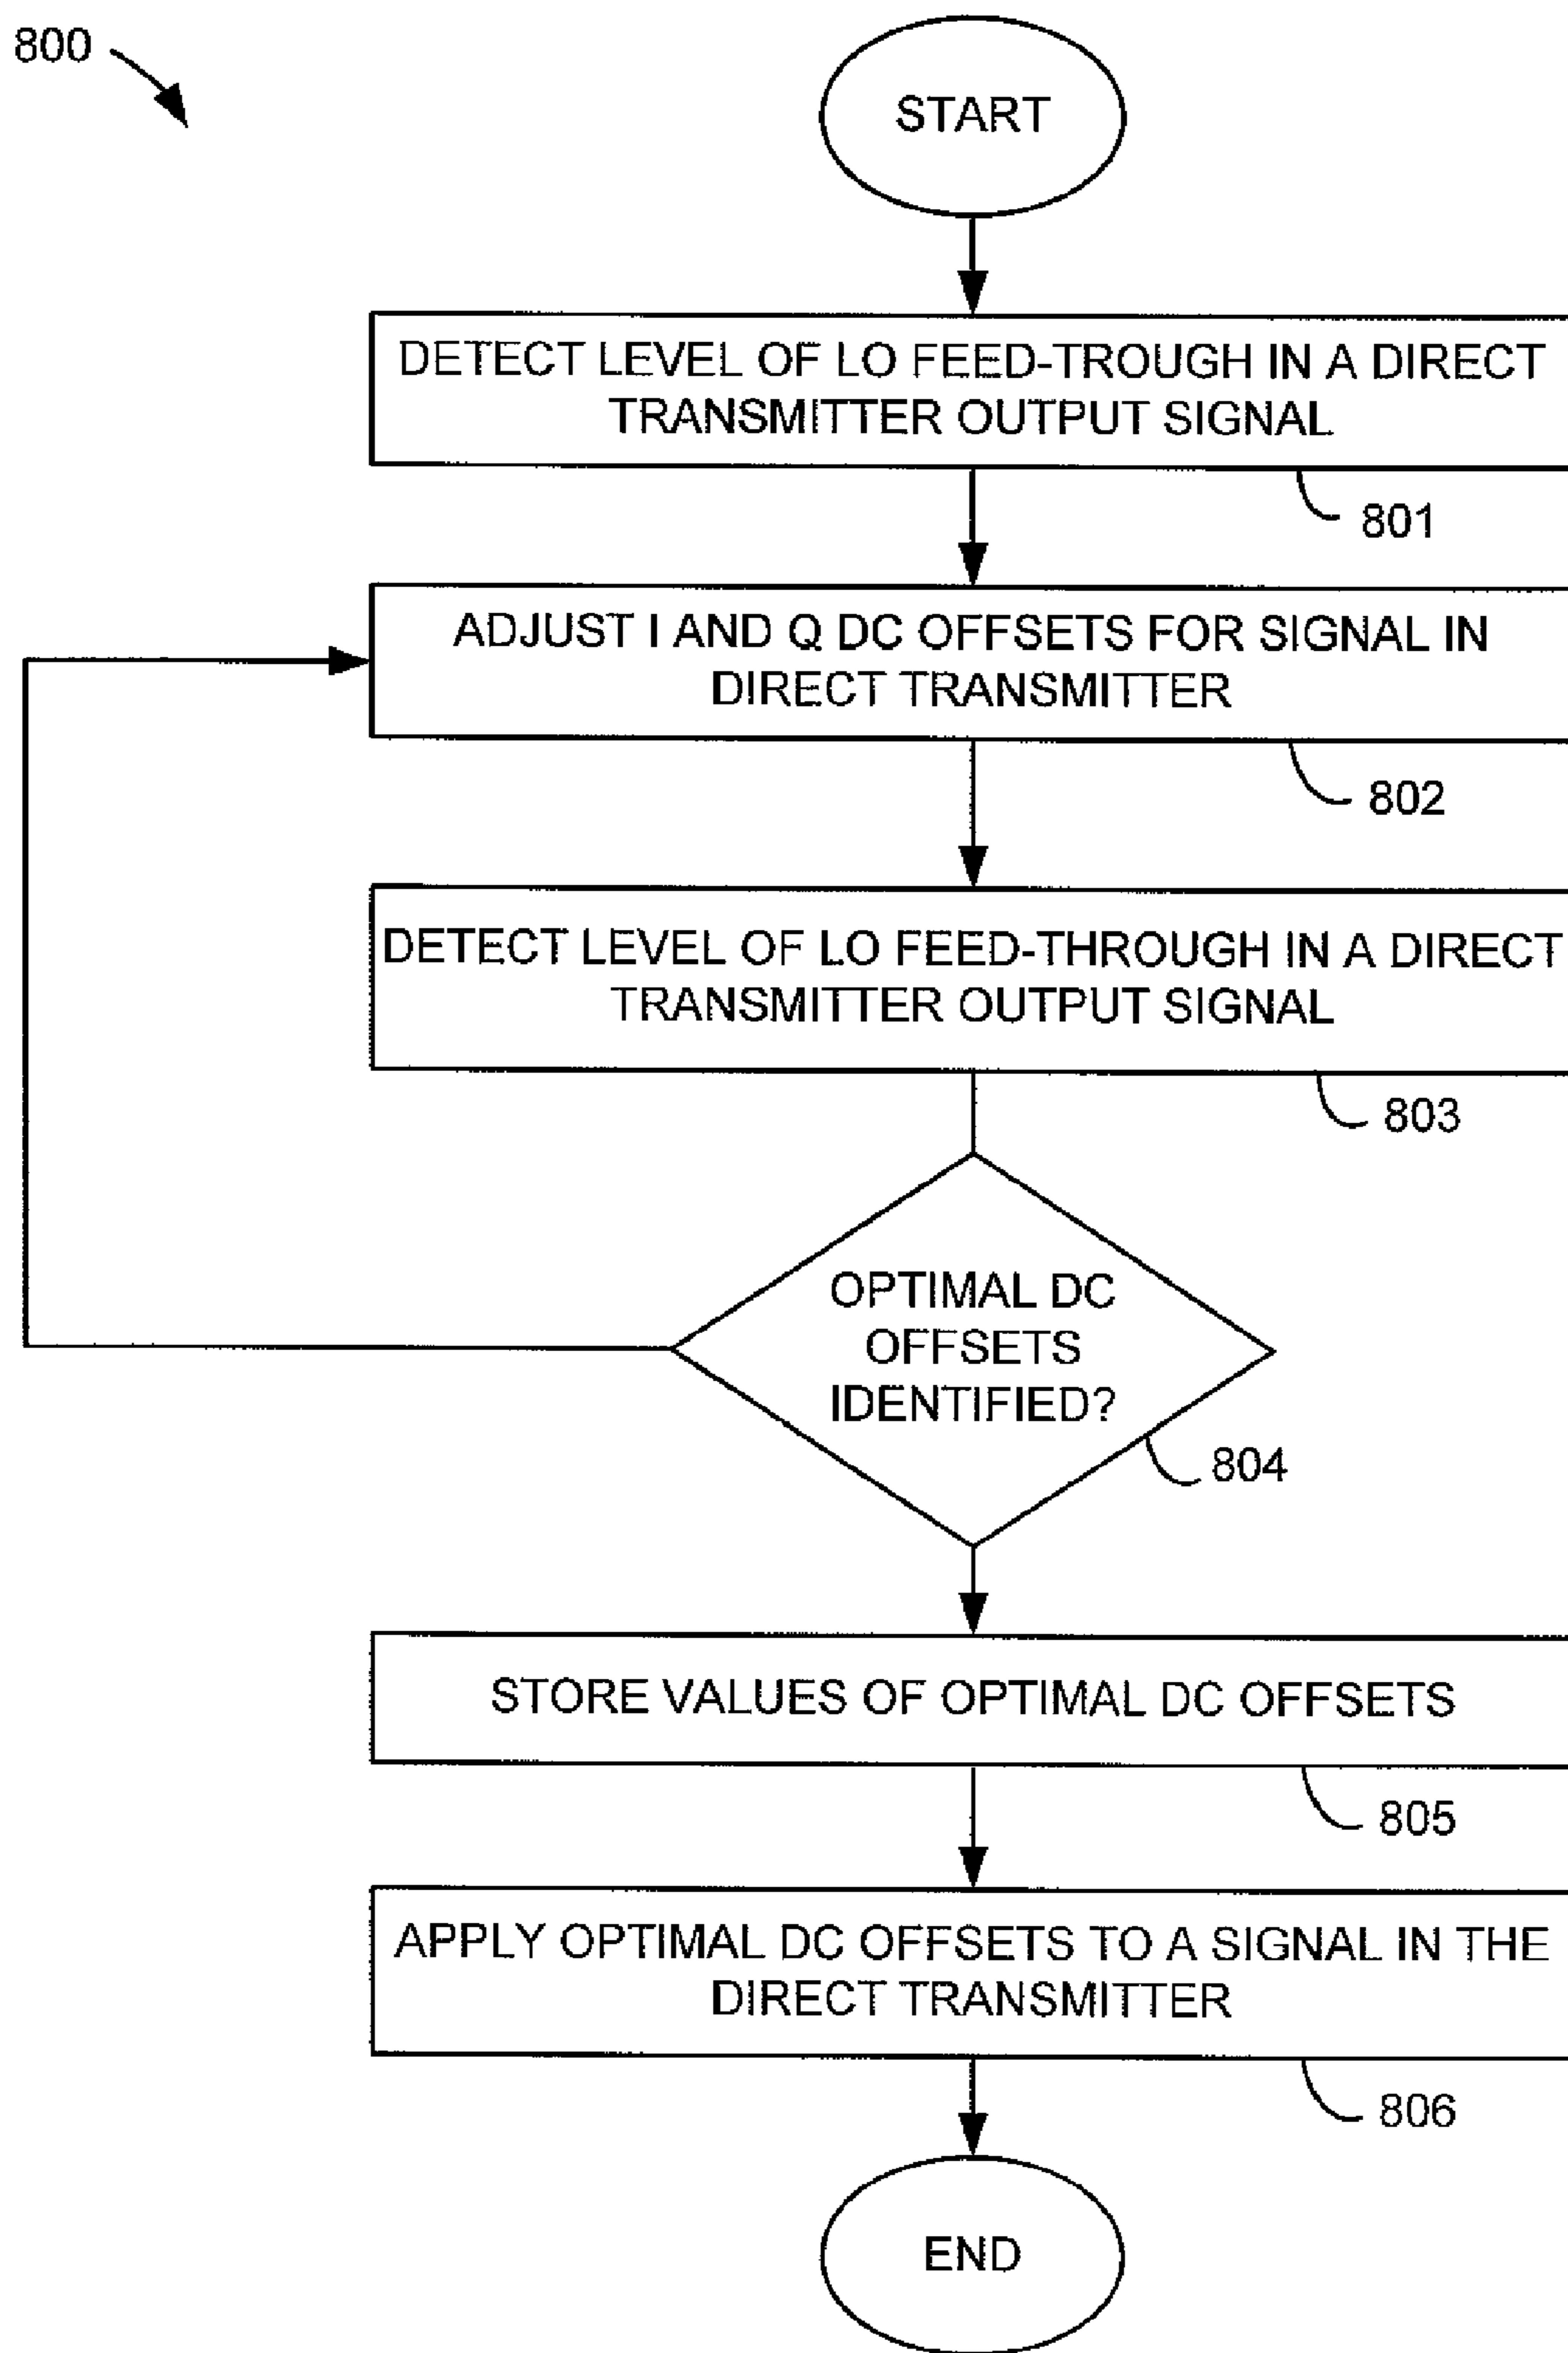 800
START
DETECT LEVEL OF LO FEED-TROUGH IN A DIRECT
TRANSMITTER OUTPUT SIGNAL
801
ADJUST I AND Q DC OFFSETS FOR SIGNAL IN
DIRECT TRANSMITTER
802
DETECT LEVEL OF LO FEED-THROUGH IN A DIRECT
TRANSMITTER OUTPUT SIGNAL
803
OPTIMAL DC
OFFSETS
IDENTIFIED?
804
STORE VALUES OF OPTIMAL DC OFFSETS
805
APPLY OPTIMAL DC OFFSETS TO A SIGNAL IN THE
DIRECT TRANSMITTER
806
END